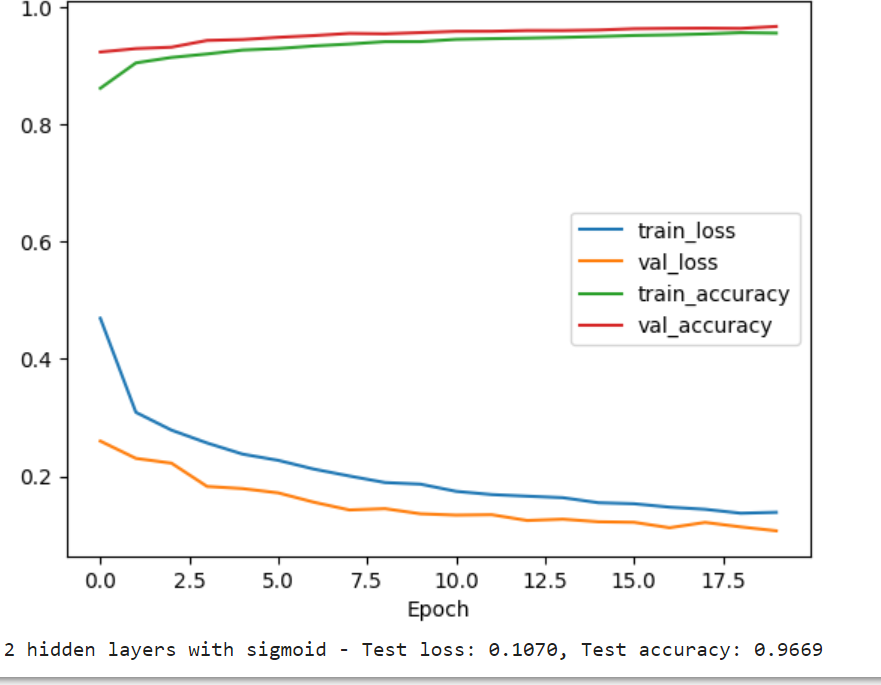 1.0
0.8
0.6
0.4
0.2
train_loss
val_loss
train_accuracy
val_accuracy
0.0 2.5 5.0 7.5 10.0 12.5 15.0 17.5
Epoch
2 hidden layers with sigmoid - Test loss: 0.1070, Test accuracy: 0.9669